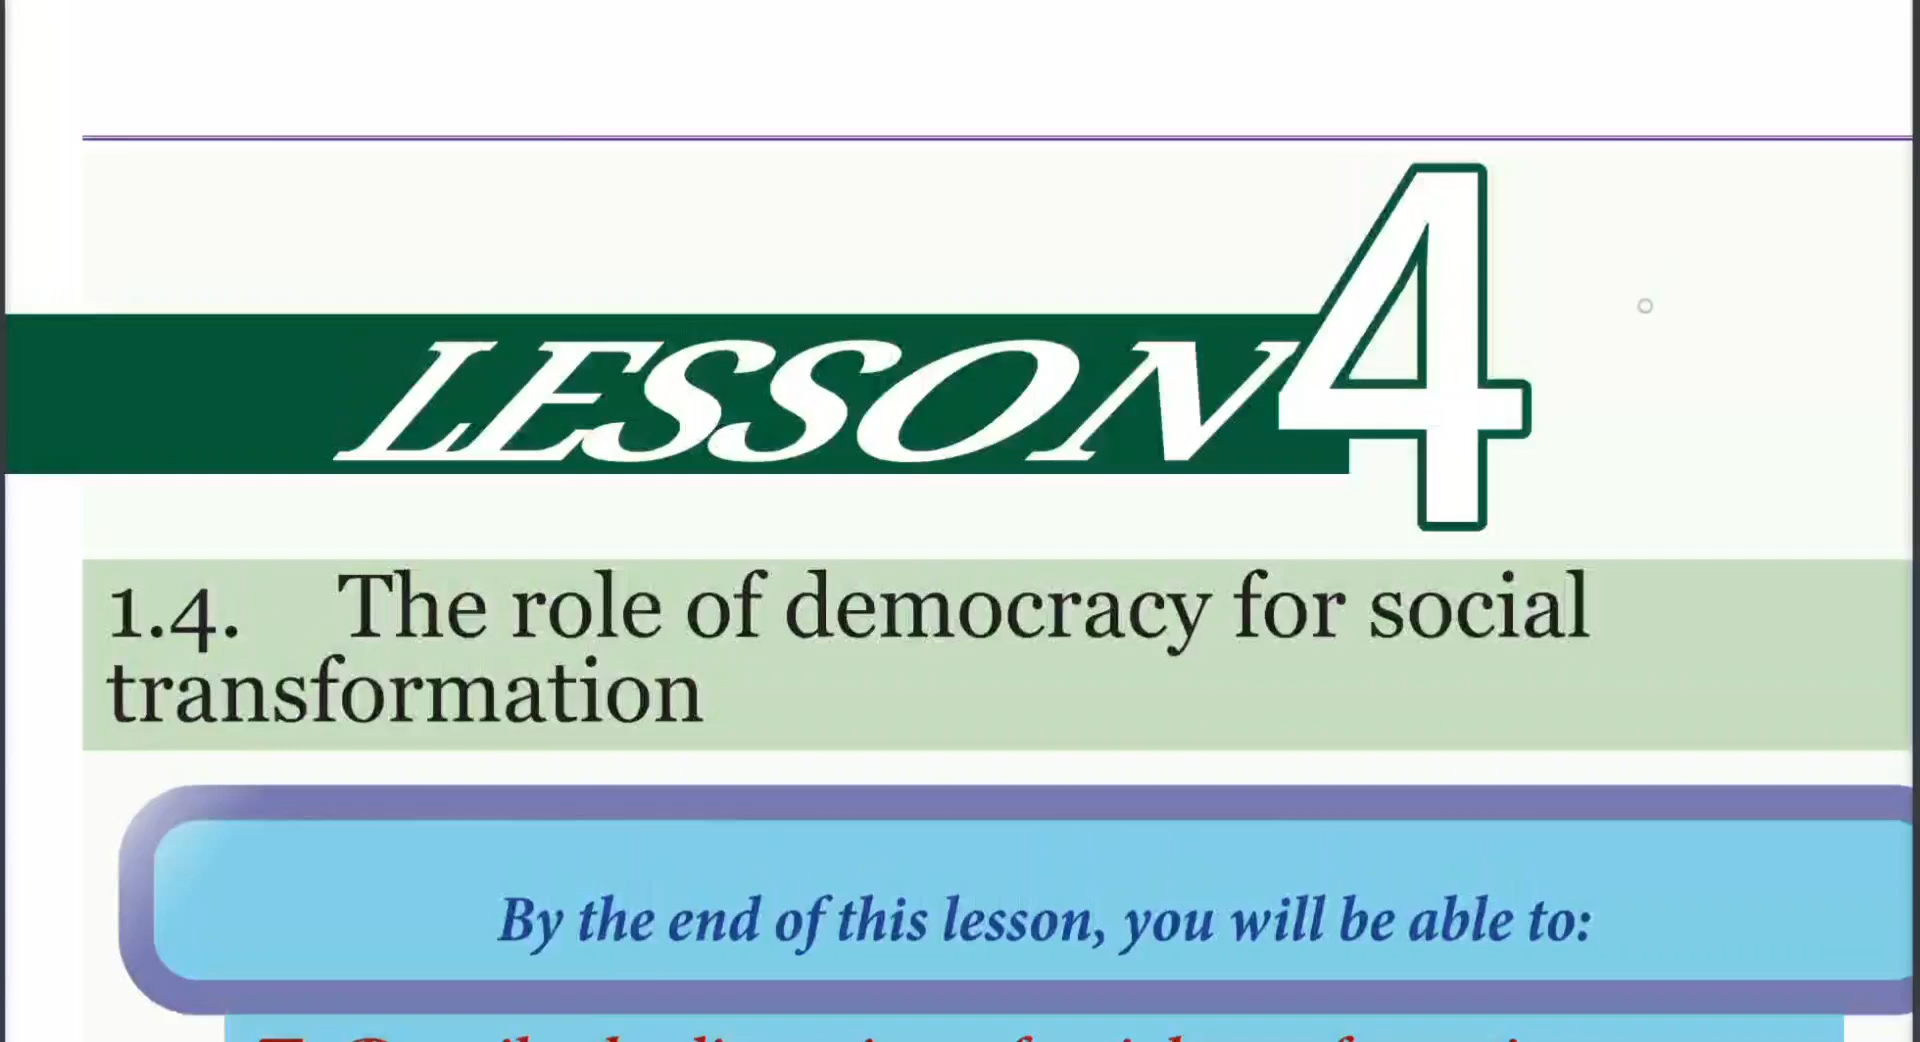 LESSON 4
1.4. The role of democracy for social
transformation
By the end of this lesson, you will be able to: